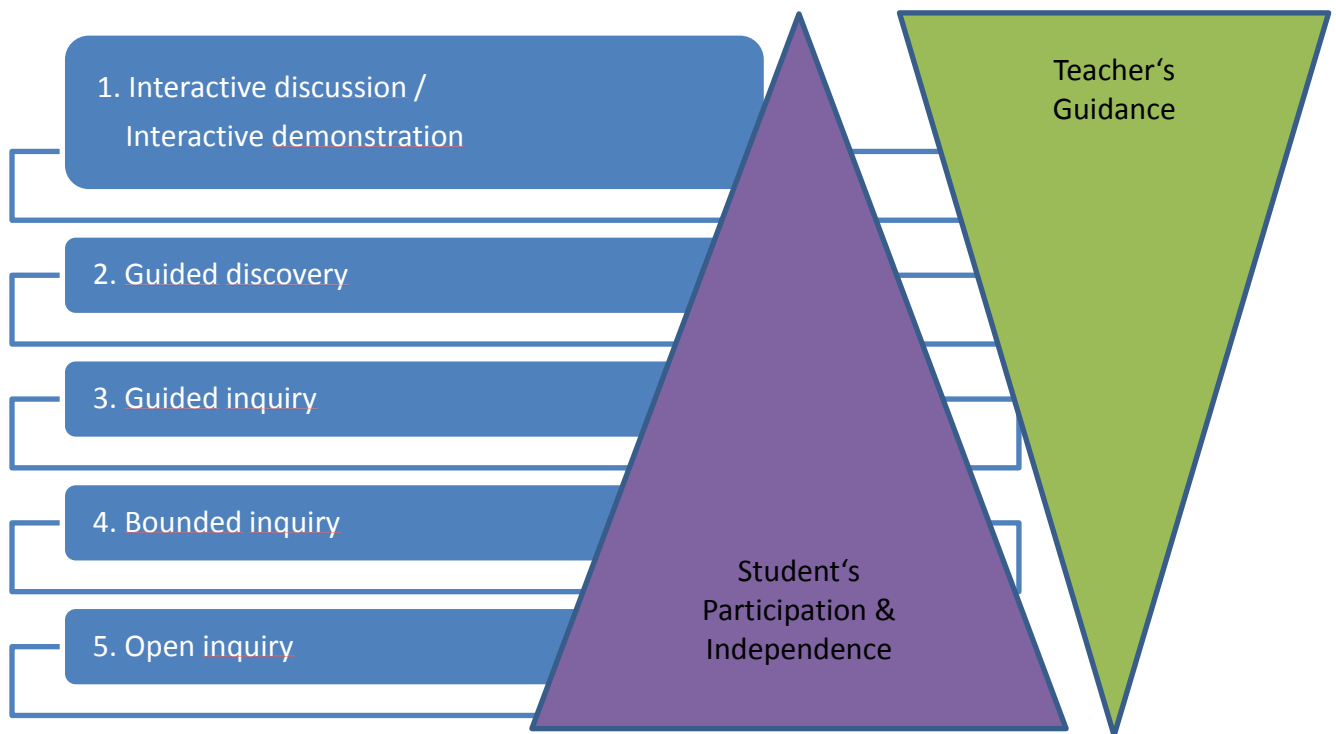 1. Interactive discussion /
Interactive demonstration
2. Guided discovery
3. Guided inquiry
4. Bounded inquiry
5. Open inquiry
Student‘s
Participation &
Independence
Teacher‘s
Guidance